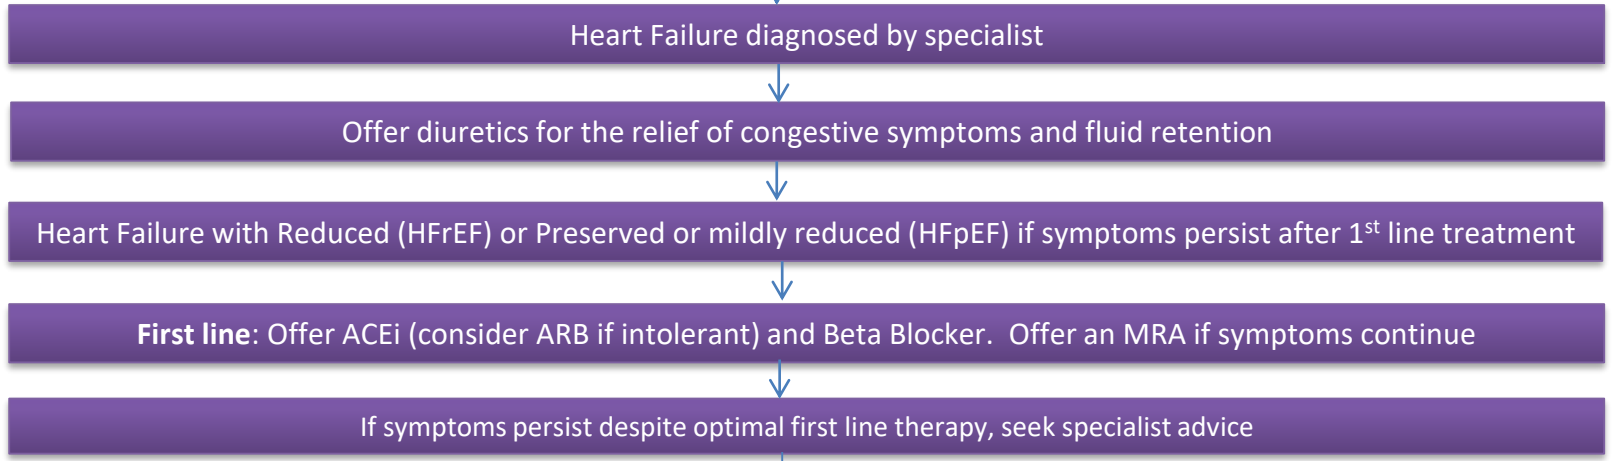 Heart Failure diagnosed by specialist
Offer diuretics for the relief of congestive symptoms and fluid retention
Heart Failure with Reduced (HFrEF) or Preserved or mildly reduced (HFpEF) if symptoms persist after 1st line treatment
First line: Offer ACEi (consider ARB if intolerant) and Beta Blocker.  Offer an MRA if symptoms continue
If symptoms persist despite optimal first line therapy, seek specialist advice